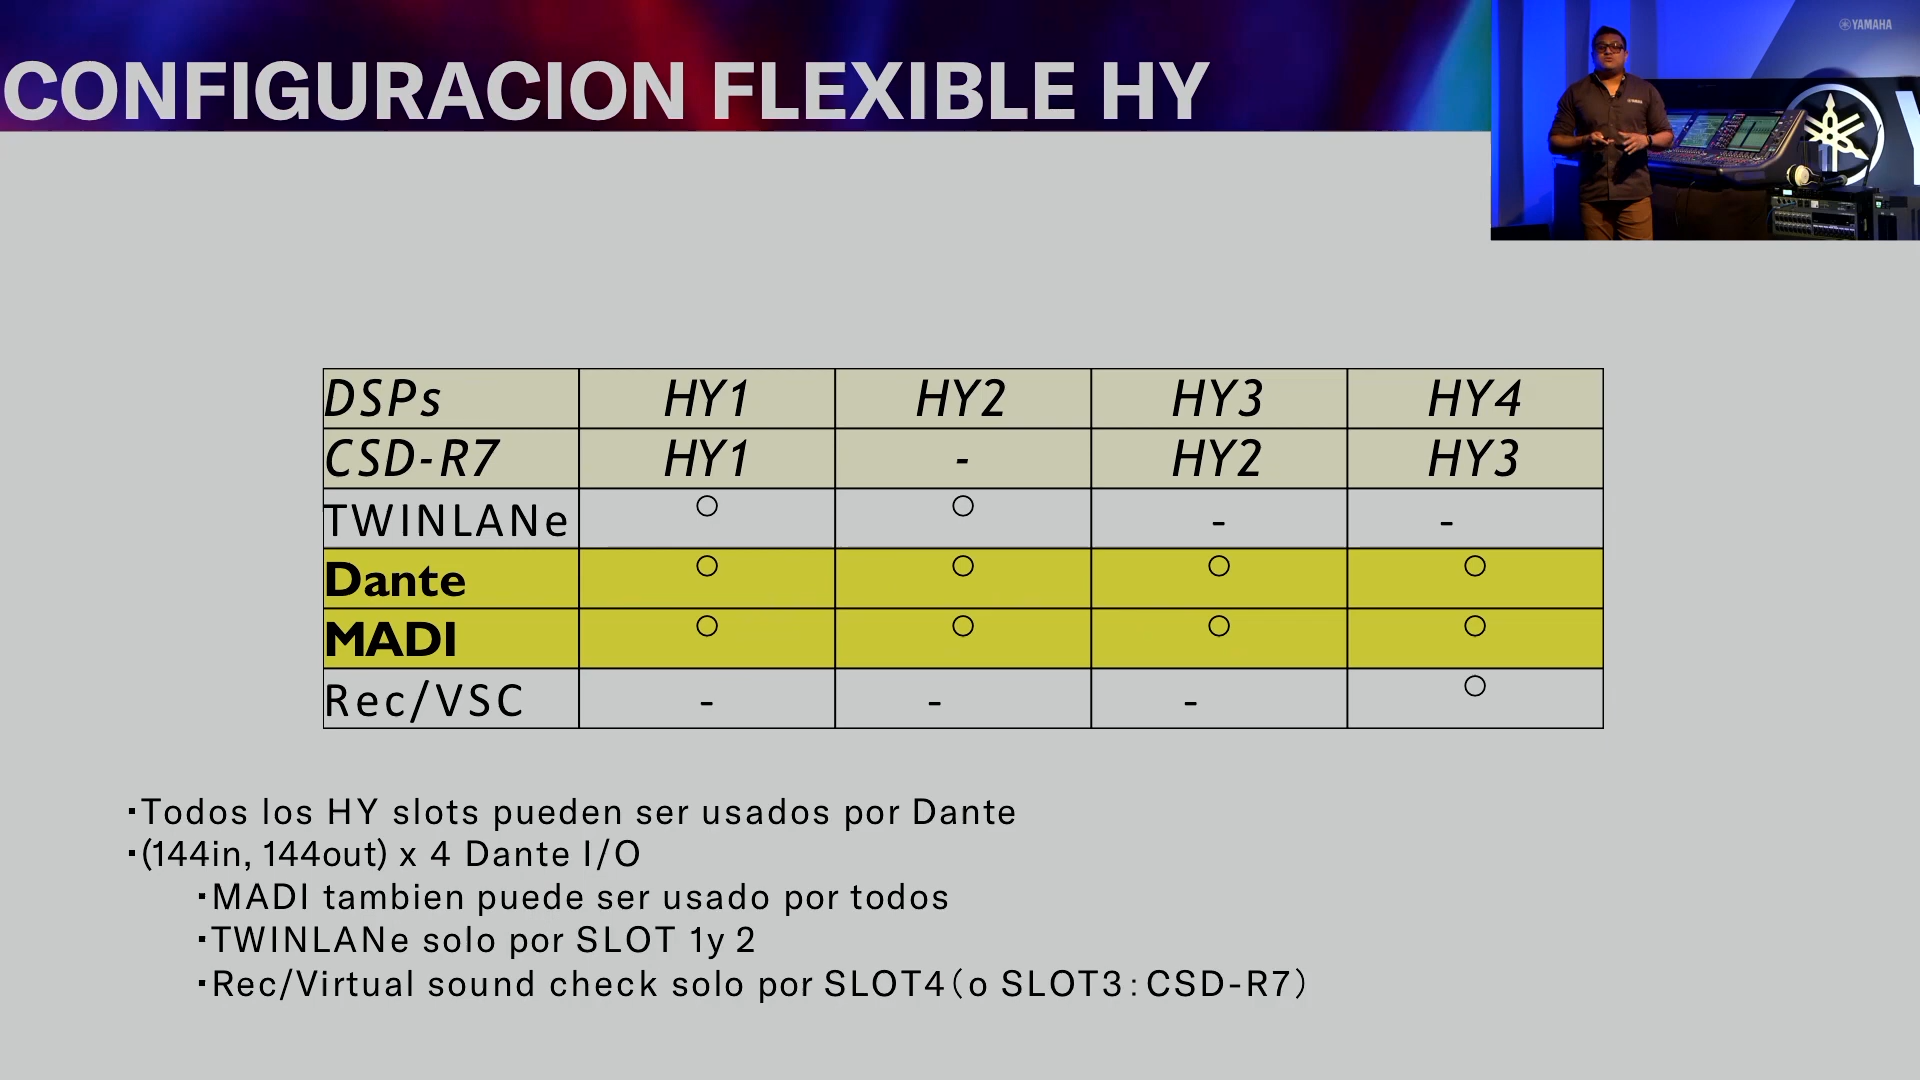 CONFIGURACION FLEXIBLE HY
YAMAHA
DSPs HY1 HY2 HY3 HY4
CSD-R7 HY1 - HY2 HY3
TWINLANe ○ ○ - -
Dante ○ ○ ○ ○
MADI ○ ○ ○ ○
Rec/VSC - - - ○
・Todos los HY slots pueden ser usados por Dante
・(144in, 144out) x 4 Dante I/O
・MADI tambien puede ser usado por todos
・TWINLANe solo por SLOT 1y 2
・Rec/Virtual sound check solo por SLOT4(o SLOT3:CSD-R7)